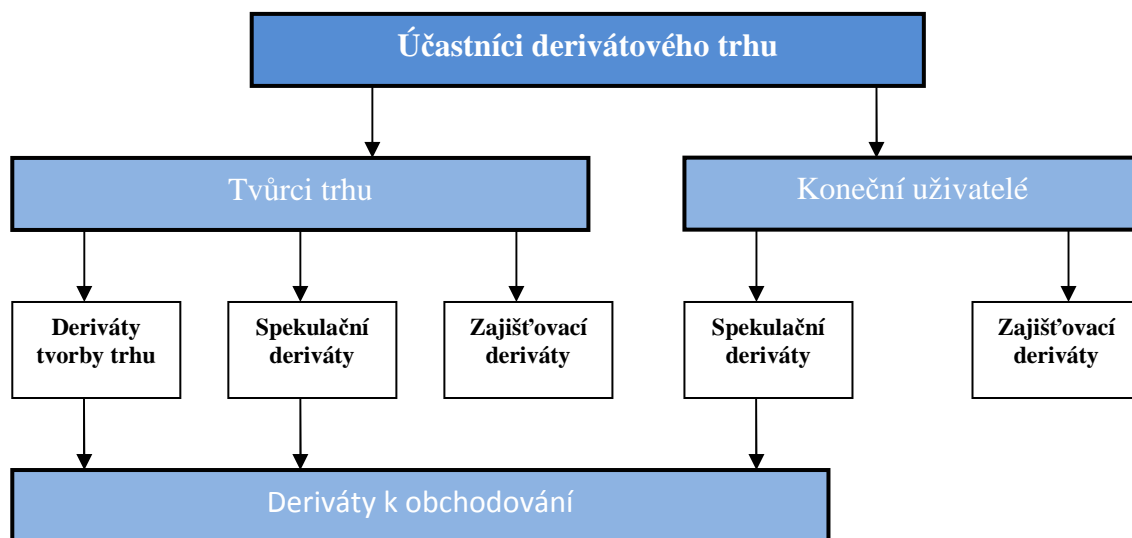 Účastníci derivátového trhu
Tvůrci trhu
Koneční uživatelé
Deriváty
tvorby trhu
Spekulační
deriváty
Zajišťovací
deriváty
Spekulační
deriváty
Zajišťovací
deriváty
Deriváty k obchodování